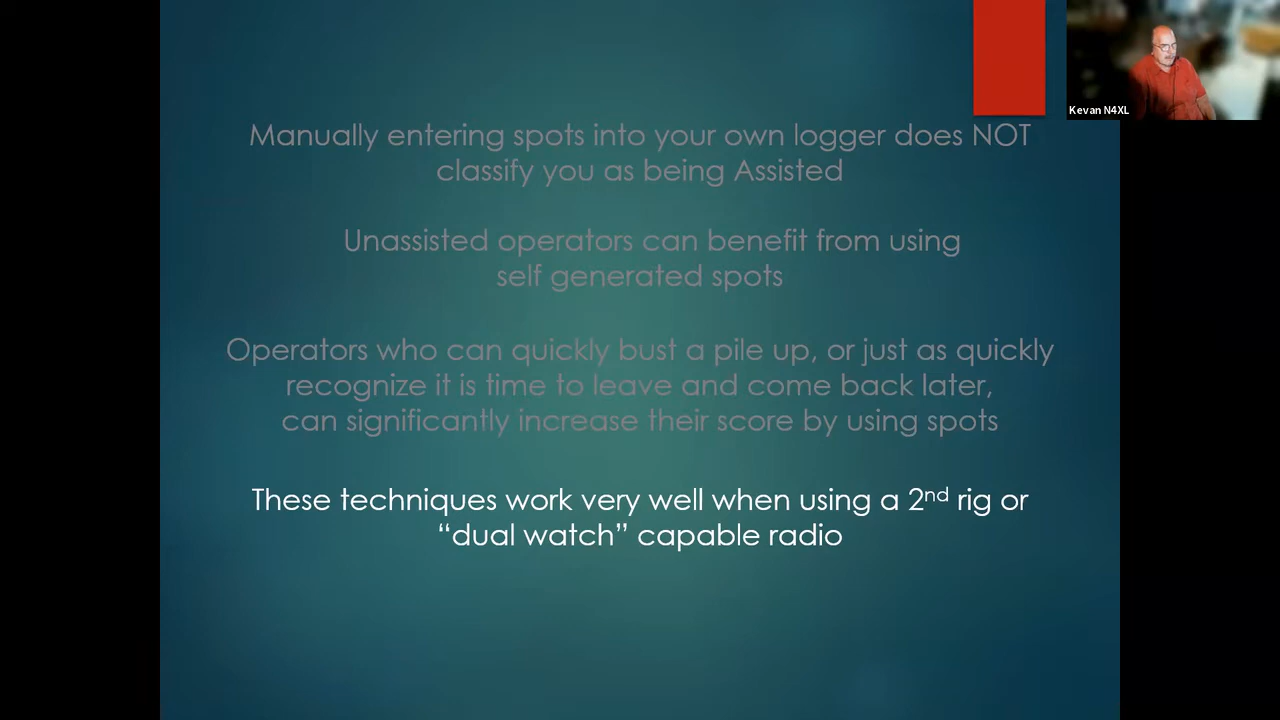 Kevan N4XL
Manually entering spots into your own logger does NOT
classify you as being Assisted
Unassisted operators can benefit from using
self generated spots
Operators who can quickly bust a pile up, or just as quickly
recognize it is time to leave and come back later,
can significantly increase their score by using spots
These techniques work very well when using a 2nd rig or
“dual watch” capable radio